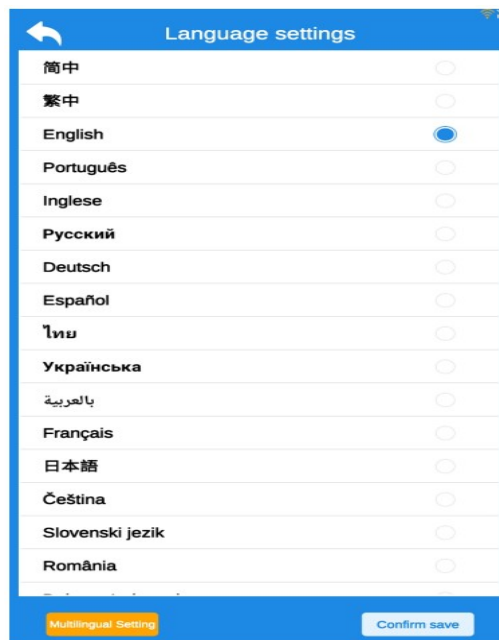 Language settings
简中
繁中
English
Português
Inglese
Русский
Deutsch
Español
ไทย
Українська
بالعربية
Français
日本語
Čeština
Slovenski jezik
România
Multilingual Setting
Confirm save